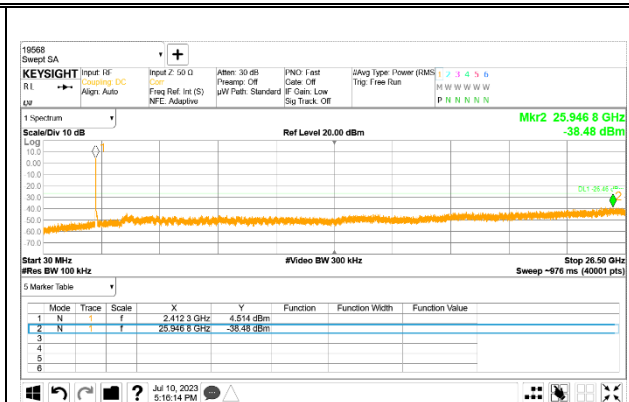 19568
Swept SA
KEYSIGHT Input: RF Input Z: 50 Ω Atten: 30 dB PNO: Fast #Avg Type: Power (RMS 1 2 3 4 5 6
R L Coupling: DC Corr Preamp: Off Gate: Off Trig: Free Run M W W W W W
Align: Auto Freq Ref: Int (S) µW Path: Standard IF Gain: Low
NFE: Adaptive Sig Track: Off P N N N N N
1 Spectrum Mkr2 25.946 8 GHz
Scale/Div 10 dB Ref Level 20.00 dBm -38.48 dBm
Log
10.0 1
0.00
10.0
20.0
30.0 2
40.0
-50.0
-60.0
-70.0
Start 30 MHz #Video BW 300 kHz Stop 26.50 GHz
#Res BW 100 kHz Sweep ~976 ms (40001 pts)
5 Marker Table
Mode Trace Scale X Y Function Function Width Function Value
1 N 1 f 2.412 3 GHz 4.514 dBm
2 N 1 f 25.946 8 GHz -38.48 dBm
3
4
5
6
? Jul 10, 2023
5:16:14 PM